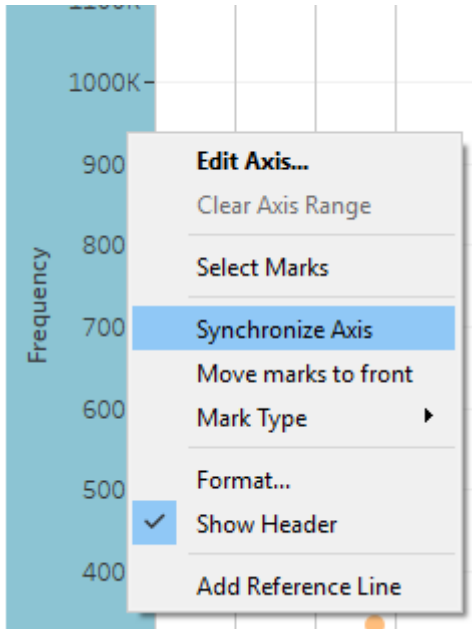 1000K
900
800
700
600
500
400
Frequency
Edit Axis...
Clear Axis Range
Select Marks
Synchronize Axis
Move marks to front
Mark Type
Format...
Show Header
Add Reference Line